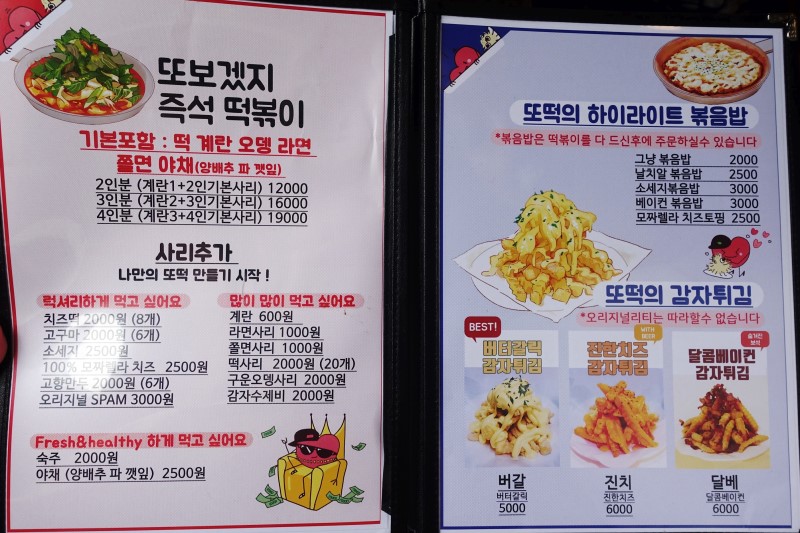 또보겠지
즉석 떡볶이
기본포함 : 떡 계란 오뎅 라면
쫄면 야채(양배추 파 깻잎)
2인분 (계란1+2인기본사리) 12000
3인분 (계란2+3인기본사리) 16000
4인분 (계란3+4인기본사리) 19000
사리추가
나만의 또떡 만들기 시작 !
럭셔리하게 먹고 싶어요
치즈떡 2000원 (8개)
고구마 2000원 (6개)
소세지 2500원
100% 모짜렐라 치즈 2500원
고향만두 2000원 (6개)
오리지널 SPAM 3000원
많이 많이 먹고 싶어요
계란 600원
라면사리 1000원
쫄면사리 1000원
떡사리 2000원 (20개)
구운오뎅사리 2000원
감자수제비 2000원
Fresh&healthy 하게 먹고 싶어요
숙주 2000원
야채 (양배추 파 깻잎) 2500원
또떡의 하이라이트 볶음밥
*볶음밥은 떡볶이를 다 드신후에 주문하실수 있습니다
그냥 볶음밥 2000
날치알 볶음밥 2500
소세지볶음밥 3000
베이컨 볶음밥 3000
모짜렐라 치즈토핑 2500
또떡의 감자튀김
*오리지널리티는 따라할수 없습니다
BEST!
버터갈릭
감자튀김
WITH BEER
진한치즈
감자튀김
숨겨진 보석
달콤베이컨
감자튀김
버갈
버터갈릭
5000
진치
진한치즈
6000
달베
달콤베이컨
6000